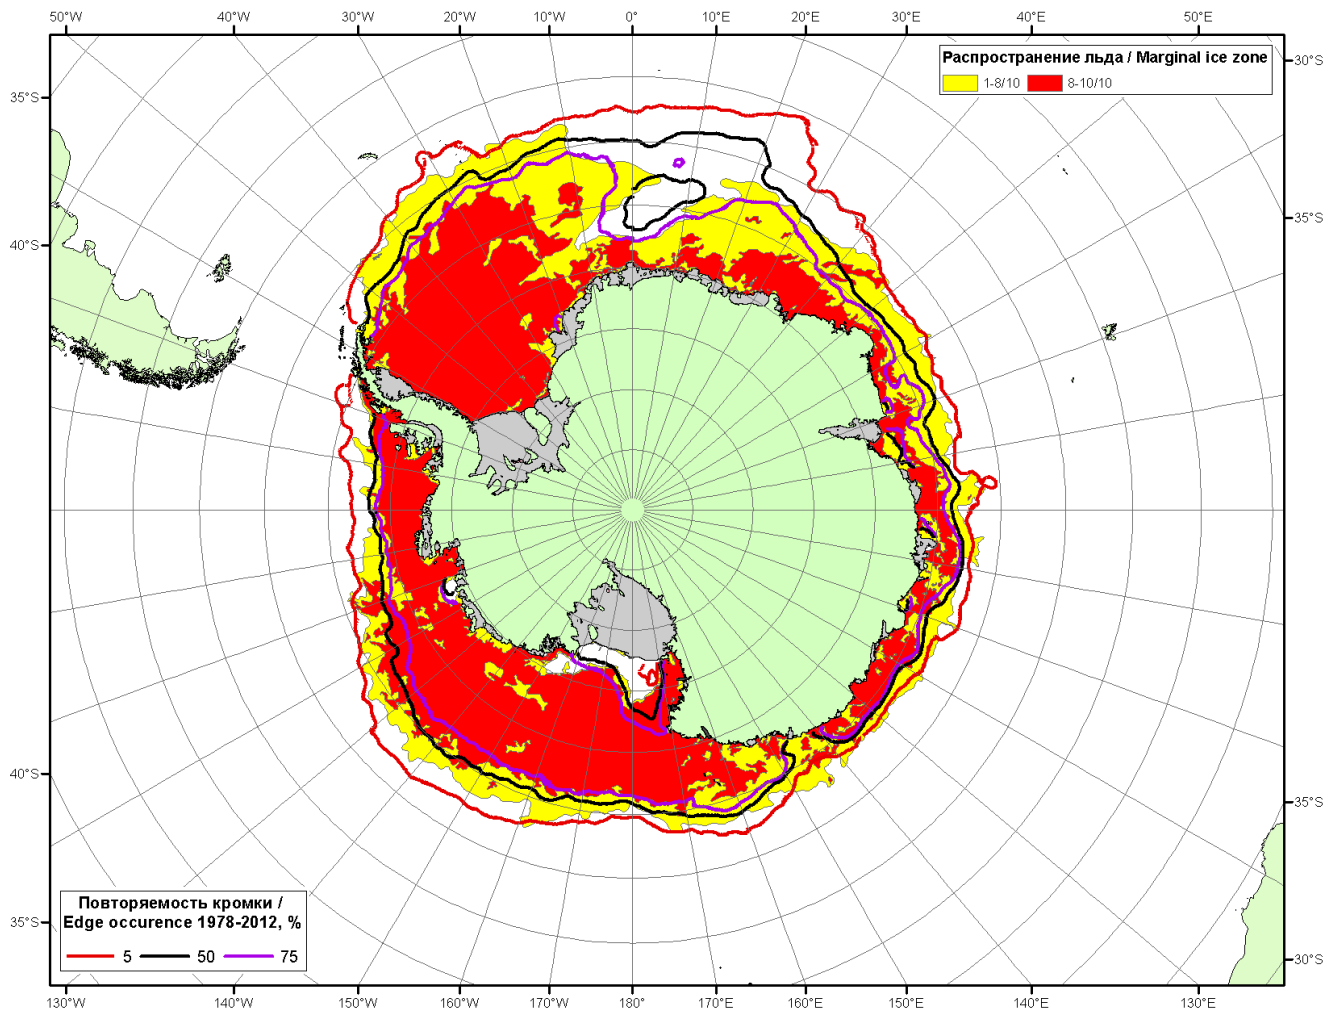 50°W 40°W 30°W 20°W 10°W 0° 10°E 20°E 30°E 40°E 50°E
Распространение льда / Marginal ice zone
1-8/10 8-10/10
30°S
35°S
35°S
40°S
40°S
35°S
40°S
35°S
30°S
Повторяемость кромки /
Edge occurence 1978-2012, %
5 50 75
130°W 140°W 150°W 160°W 170°W 180° 170°E 160°E 150°E 140°E 130°E